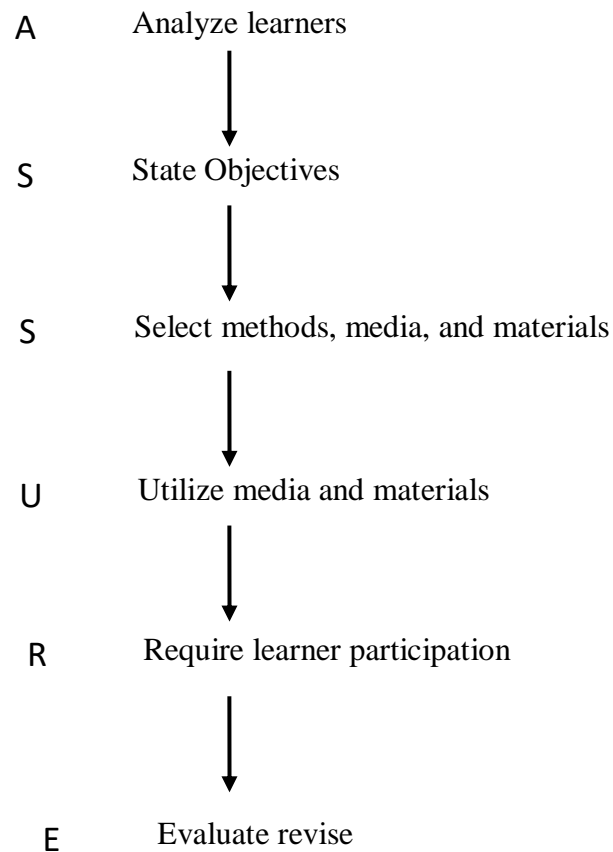 A Analyze learners
S State Objectives
S Select methods, media, and materials
U Utilize media and materials
R Require learner participation
E Evaluate revise